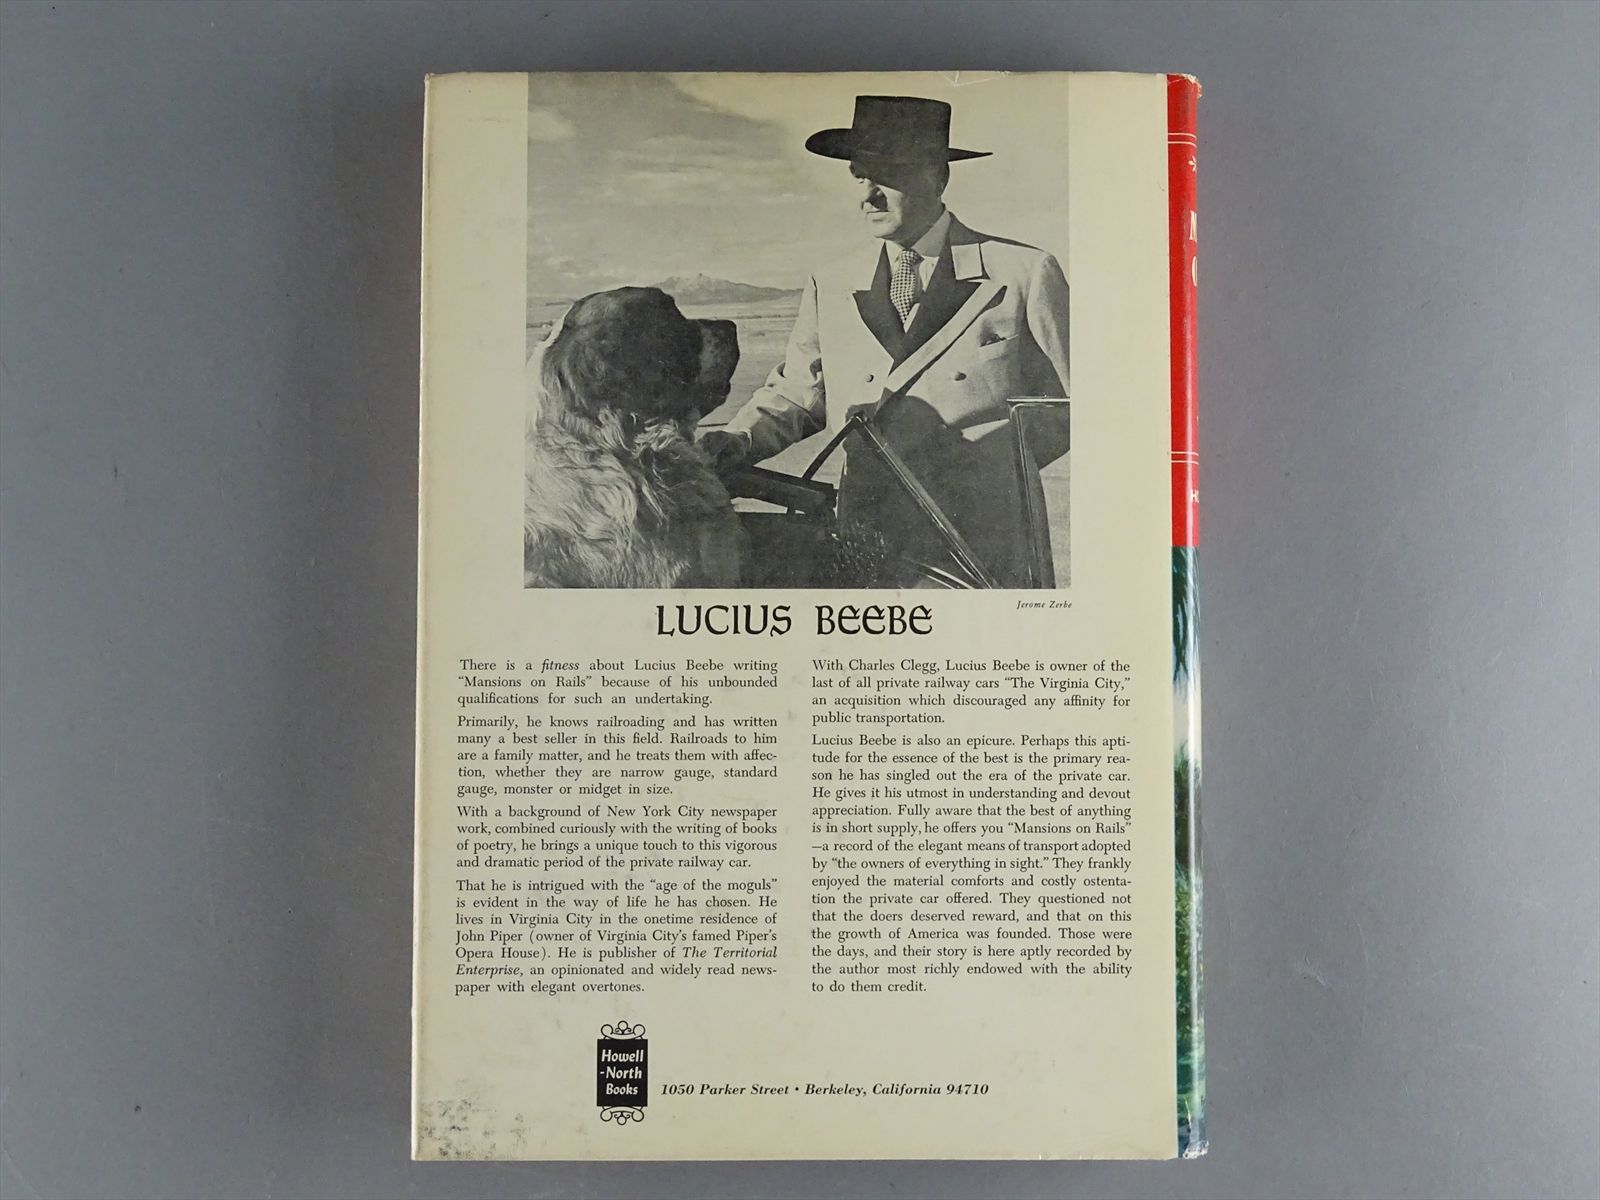 Jerome Zerbe
LUCIUS BEEBE
There is a fitness about Lucius Beebe writing
"Mansions on Rails" because of his unbounded
qualifications for such an undertaking.
Primarily, he knows railroading and has written
many a best seller in this field. Railroads to him
are a family matter, and he treats them with affec-
tion, whether they are narrow gauge, standard
gauge, monster or midget in size.
With a background of New York City newspaper
work, combined curiously with the writing of books
of poetry, he brings a unique touch to this vigorous
and dramatic period of the private railway car.
That he is intrigued with the "age of the moguls"
is evident in the way of life he has chosen. He
lives in Virginia City in the onetime residence of
John Piper (owner of Virginia City's famed Piper's
Opera House). He is publisher of The Territorial
Enterprise, an opinionated and widely read news-
paper with elegant overtones.
With Charles Clegg, Lucius Beebe is owner of the
last of all private railway cars "The Virginia City,"
an acquisition which discouraged any affinity for
public transportation.
Lucius Beebe is also an epicure. Perhaps this apti-
tude for the essence of the best is the primary rea-
son he has singled out the era of the private car.
He gives it his utmost in understanding and devout
appreciation. Fully aware that the best of anything
is in short supply, he offers you "Mansions on Rails"
—a record of the elegant means of transport adopted
by "the owners of everything in sight." They frankly
enjoyed the material comforts and costly ostenta-
tion the private car offered. They questioned not
that the doers deserved reward, and that on this
the growth of America was founded. Those were
the days, and their story is here aptly recorded by
the author most richly endowed with the ability
to do them credit.
Howell
-North
Books
1050 Parker Street • Berkeley, California 94710